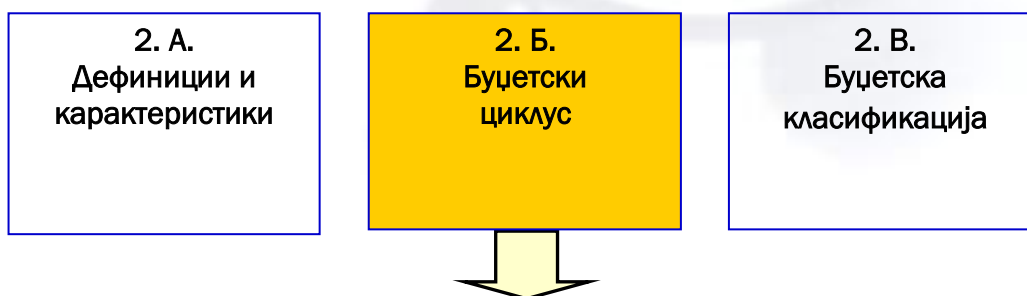 2. А.
Дефиниции и
карактеристики
2. Б.
Буџетски
циклус
2. В.
Буџетска
класификација